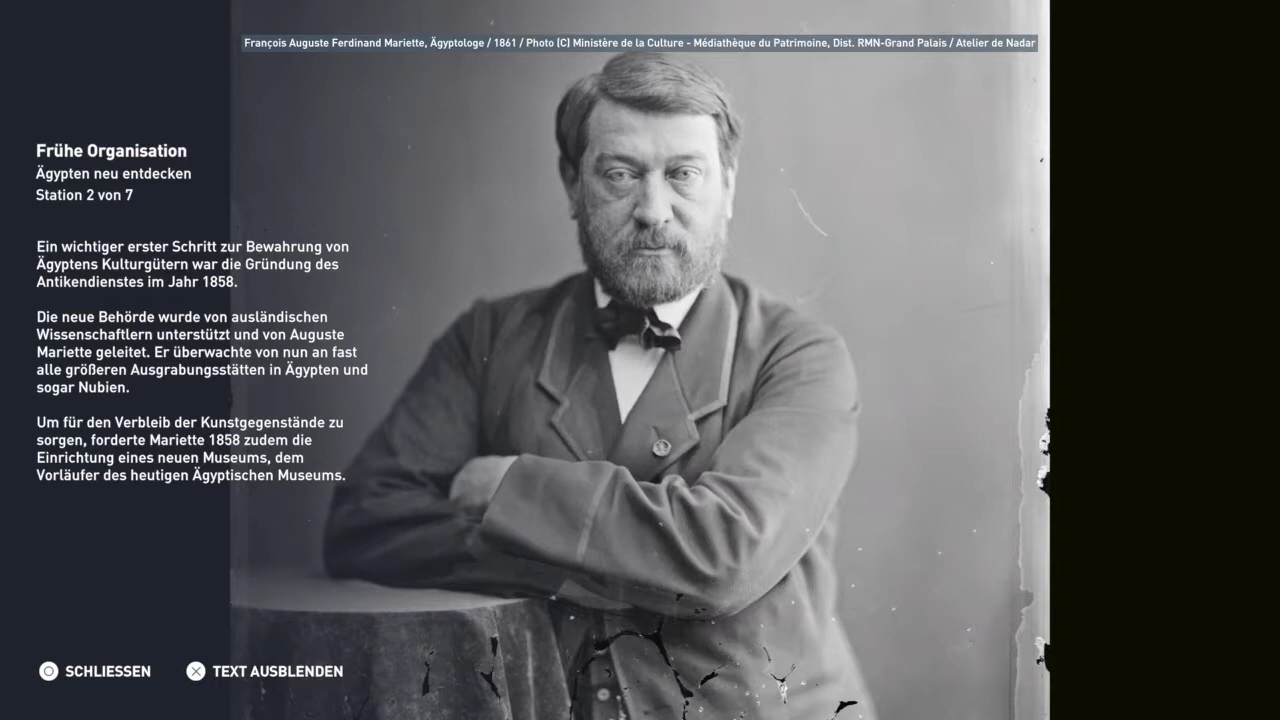 François Auguste Ferdinand Mariette, Ägyptologe / 1861 / Photo (C) Ministère de la Culture - Médiathèque du Patrimoine, Dist. RMN-Grand Palais / Atelier de Nadar
Frühe Organisation
Ägypten neu entdecken
Station 2 von 7
Ein wichtiger erster Schritt zur Bewahrung von
Ägyptens Kulturgütern war die Gründung des
Antikendienstes im Jahr 1858.
Die neue Behörde wurde von ausländischen
Wissenschaftlern unterstützt und von Auguste
Mariette geleitet. Er überwachte von nun an fast
alle größeren Ausgrabungsstätten in Ägypten und
sogar Nubien.
Um für den Verbleib der Kunstgegenstände zu
sorgen, forderte Mariette 1858 zudem die
Einrichtung eines neuen Museums, dem
Vorläufer des heutigen Ägyptischen Museums.
SCHLIESSEN TEXT AUSBLENDEN